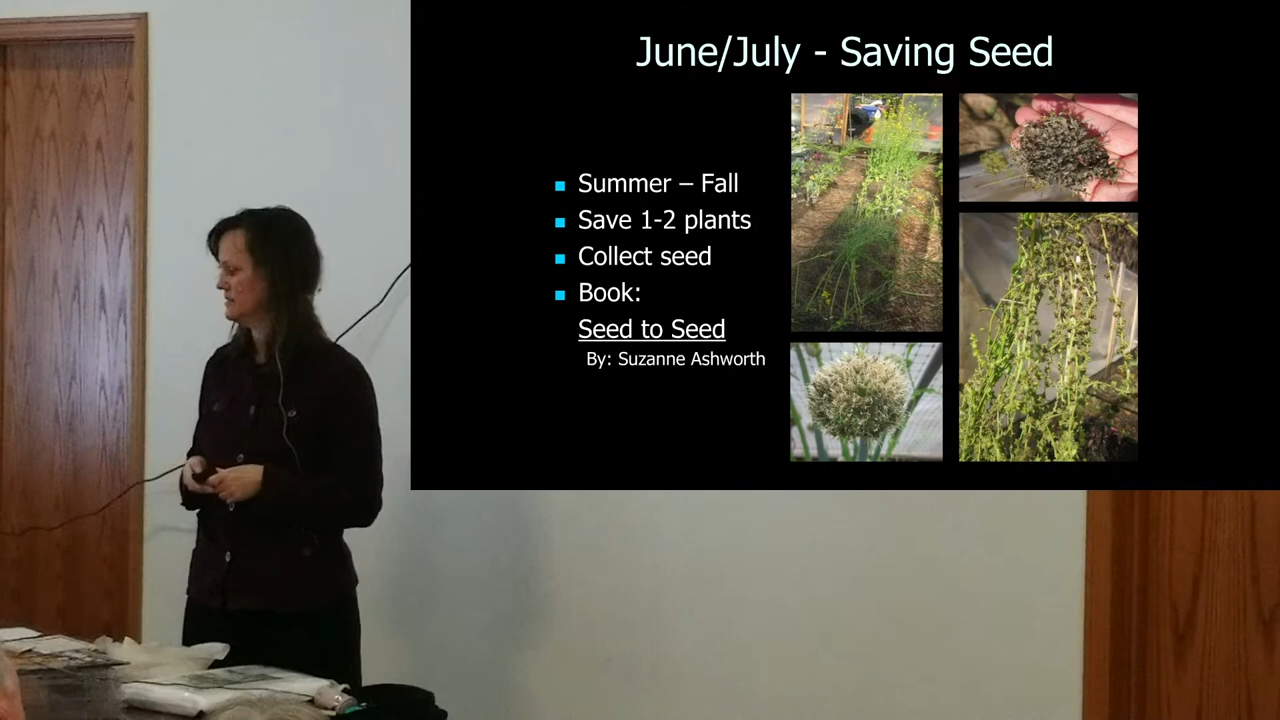 June/July - Saving Seed
Summer – Fall
Save 1-2 plants
Collect seed
Book:
Seed to Seed
By: Suzanne Ashworth